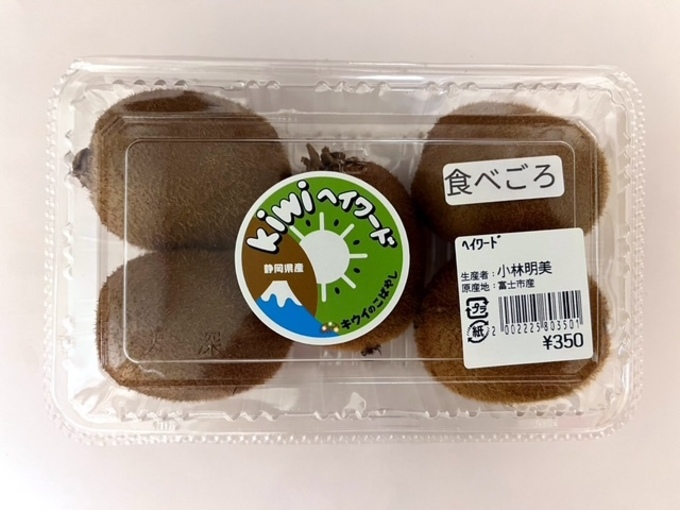 kiwi ヘイワード
静岡県産
キウイのこばやし
食べごろ
ヘイワード
生産者：小林明美
原産地：富士市産
プラ
紙
2 002225 803501
¥350